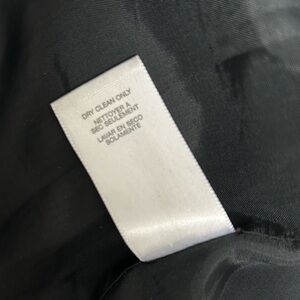 DRY CLEAN ONLY
NETTOYER A
SEC SEULEMENT
LAVAR EN SECO
SOLAMENTE